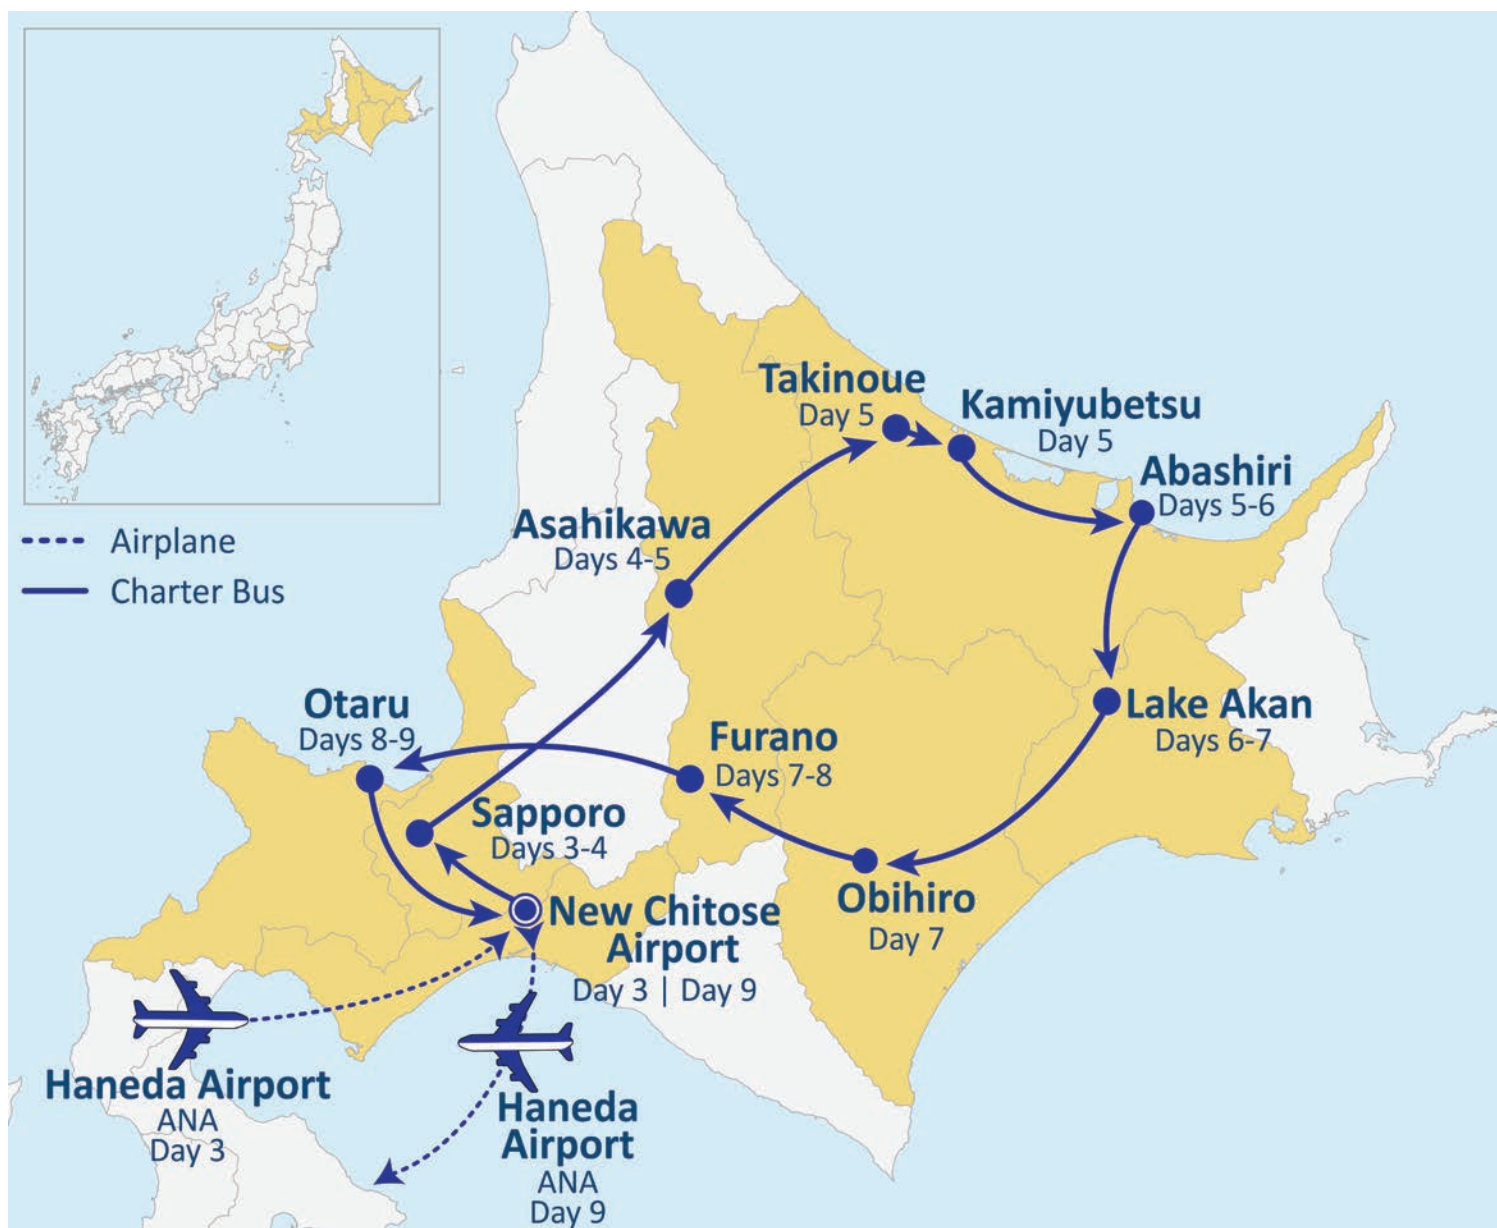 Airplane
Charter Bus
Takinoue
Day 5
Kamiyubetsu
Day 5
Abashiri
Days 5-6
Asahikawa
Days 4-5
Otaru
Days 8-9
Furano
Days 7-8
Lake Akan
Days 6-7
Sapporo
Days 3-4
Obihiro
Day 7
New Chitose
Airport
Day 3 | Day 9
Haneda Airport
ANA
Day 3
Haneda
Airport
ANA
Day 9